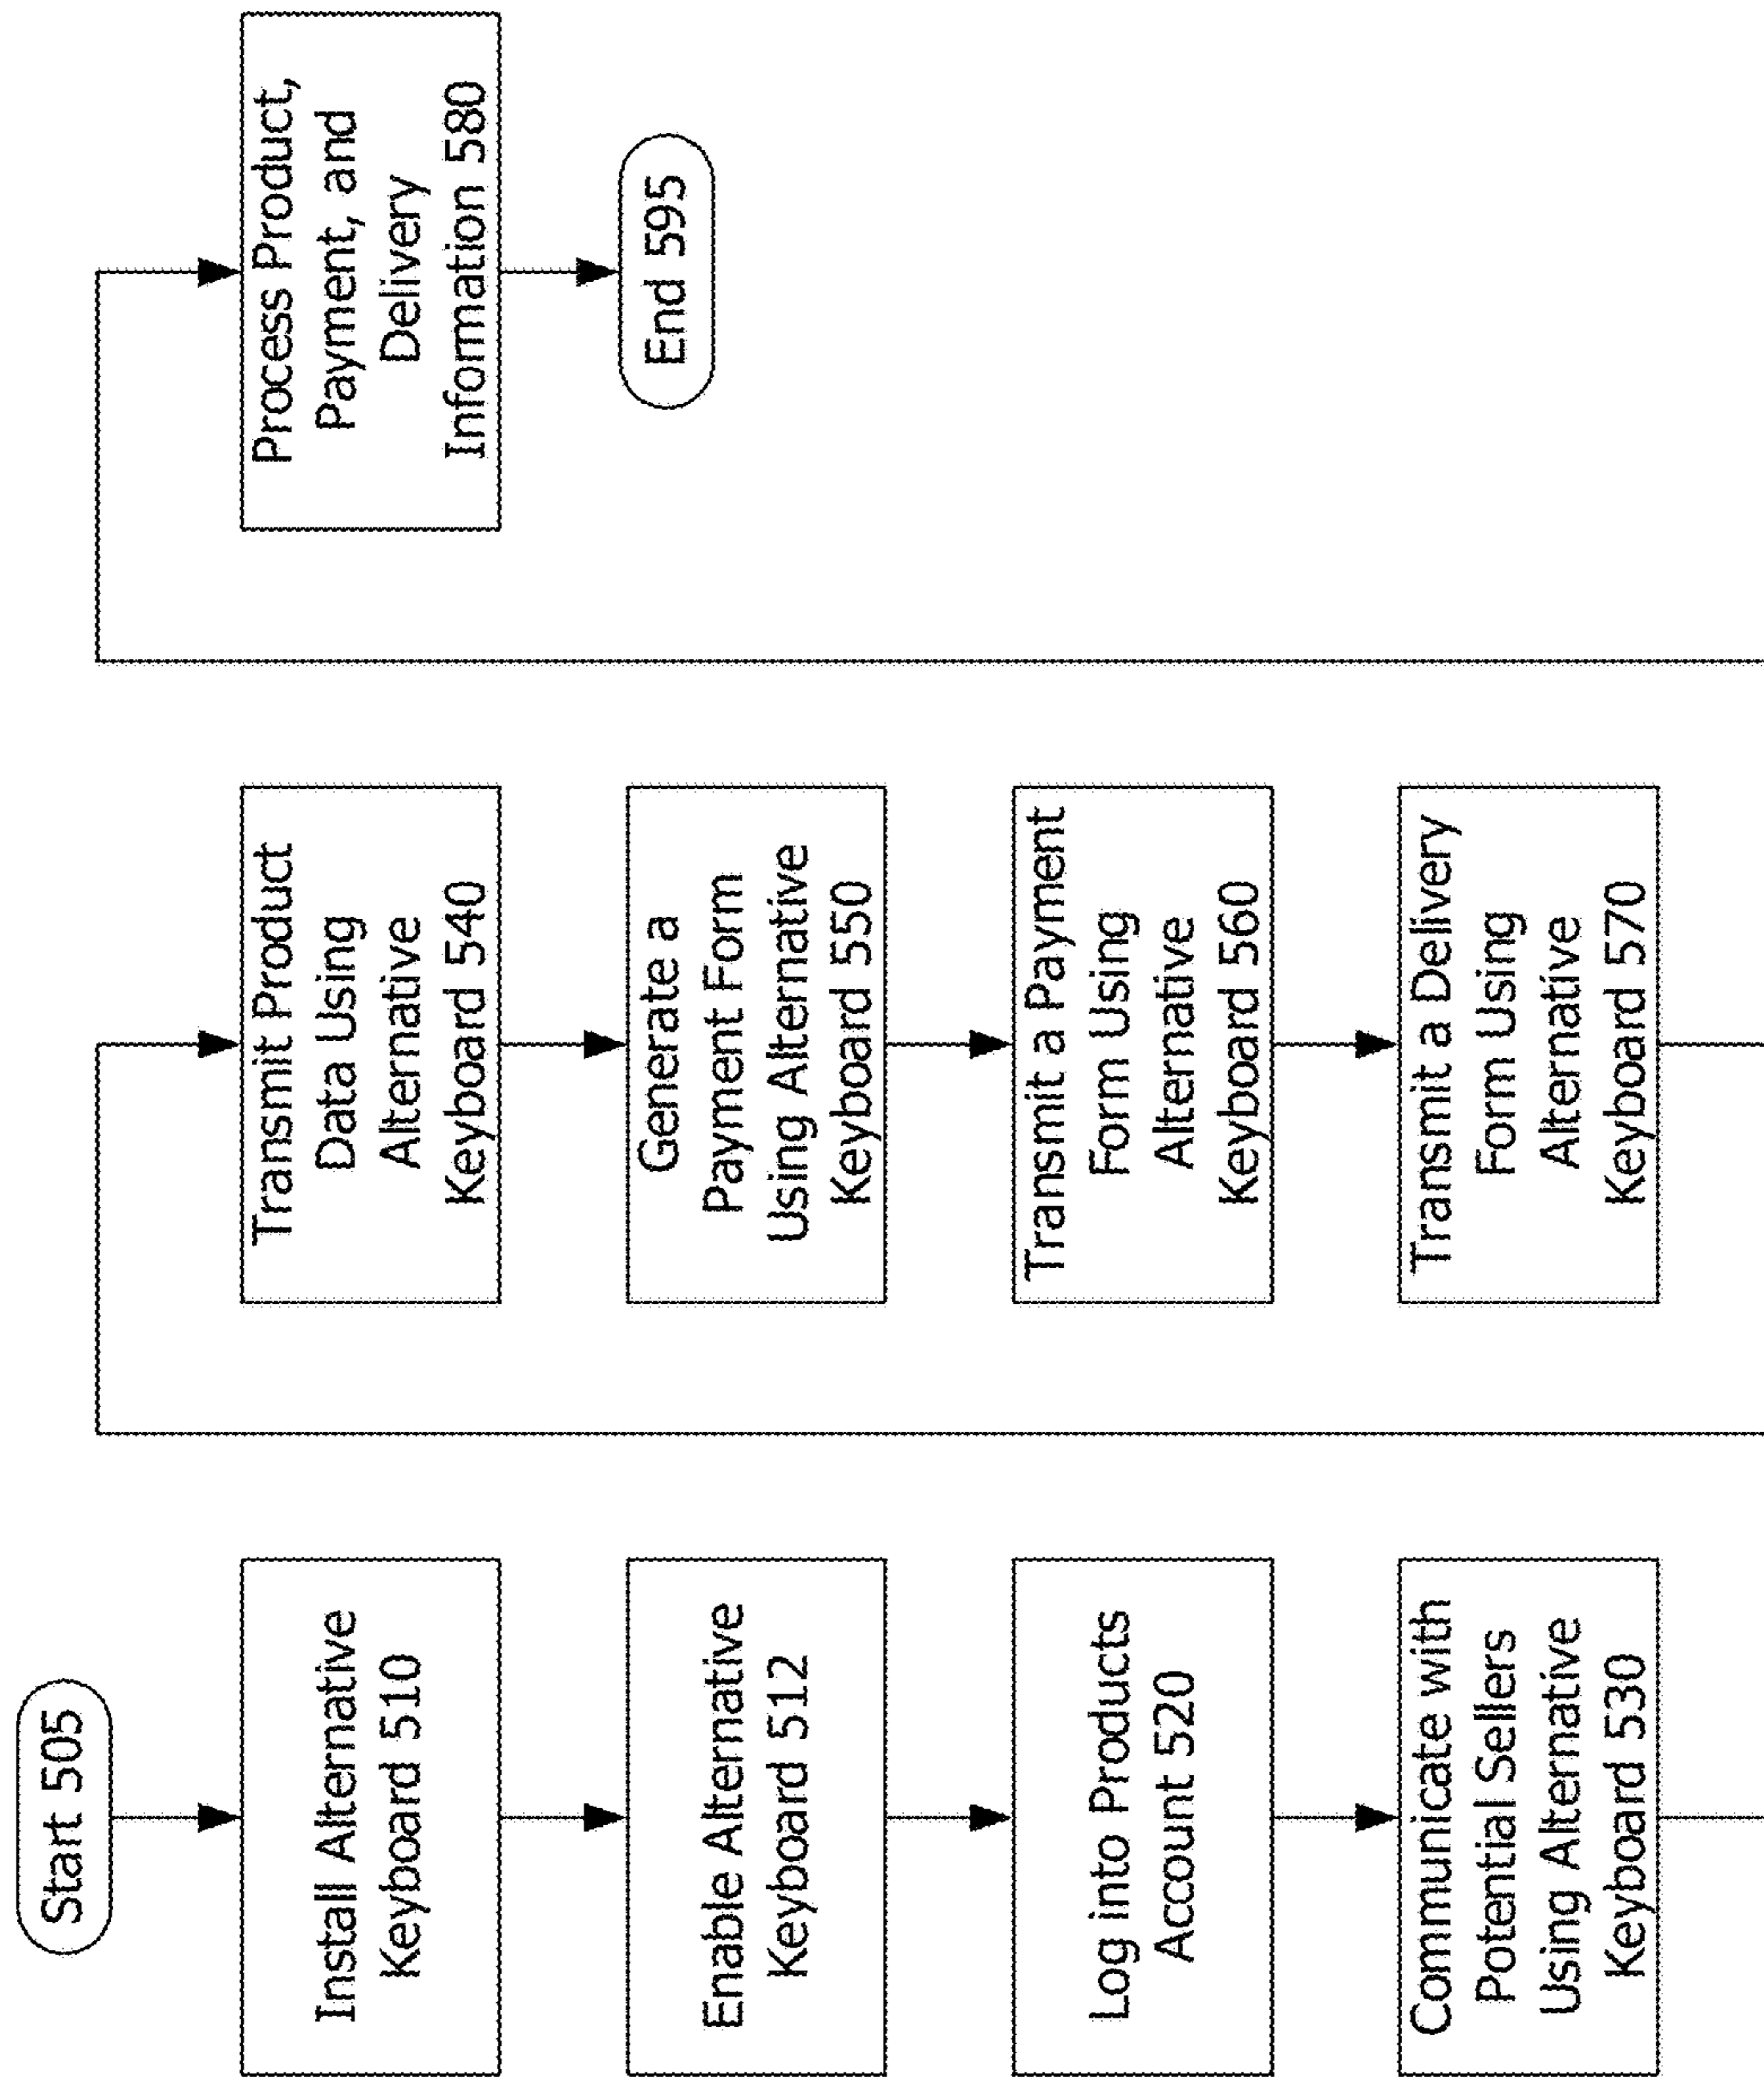 Start 505
Install Alternative
Keyboard 510
Enable Alternative
Keyboard 512
Log into Products
Account 520
Communicate with
Potential Sellers
Using Alternative
Keyboard 530
Transmit Product
Data Using
Alternative
Keyboard 540
Generate a
Payment Form
Using Alternative
Keyboard 550
Transmit a Payment
Form Using
Alternative
Keyboard 560
Transmit a Delivery
Form Using
Alternative
Keyboard 570
Process Product,
Payment, and
Delivery
Information 580
End 595